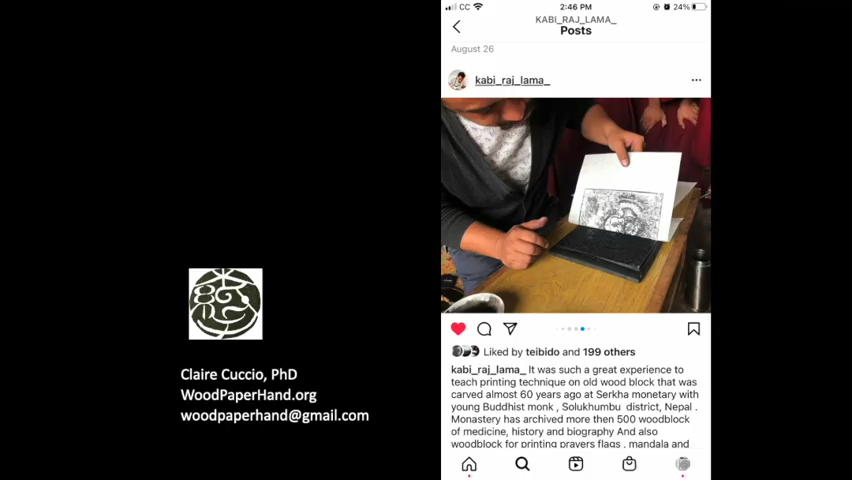 CC
2:46 PM
24%
KABI_RAJ_LAMA_
Posts
August 26
kabi_raj_lama_
Liked by teibido and 199 others
kabi_raj_lama_ It was such a great experience to
teach printing technique on old wood block that was
carved almost 60 years ago at Serkha monetary with
young Buddhist monk , Solukhumbu district, Nepal .
Monastery has archived more then 500 woodblock
of medicine, history and biography And also
woodblock for printing prayers flags , mandala and
Claire Cuccio, PhD
WoodPaperHand.org
woodpaperhand@gmail.com